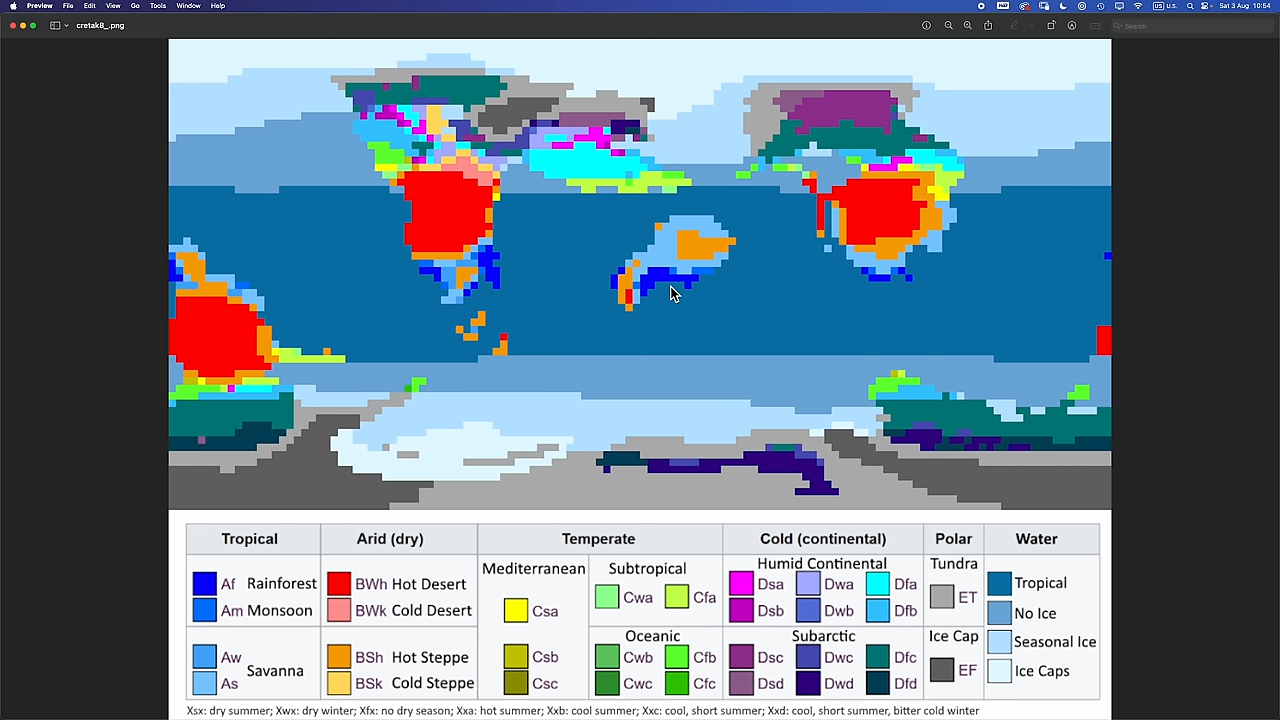 Preview File Edit View Go Tools Window Help
U.S. Sat 3 Aug 10:54
cretak8_.png
Search
Tropical Arid (dry) Temperate Cold (continental) Polar Water
Af Rainforest
Am Monsoon
Aw
As
Savanna
BWh Hot Desert
BWk Cold Desert
BSh Hot Steppe
BSk Cold Steppe
Mediterranean
Csa
Csb
Csc
Subtropical
Cwa Cfa
Oceanic
Cwb Cfb
Cwc Cfc
Humid Continental
Dsa Dwa Dfa
Dsb Dwb Dfb
Subarctic
Dsc Dwc Dfc
Dsd Dwd Dfd
Tundra
ET
Ice Cap
EF
Tropical
No Ice
Seasonal Ice
Ice Caps
Xsx: dry summer; Xwx: dry winter; Xfx: no dry season; Xxa: hot summer; Xxb: cool summer; Xxc: cool, short summer; Xxd: cool, short summer, bitter cold winter